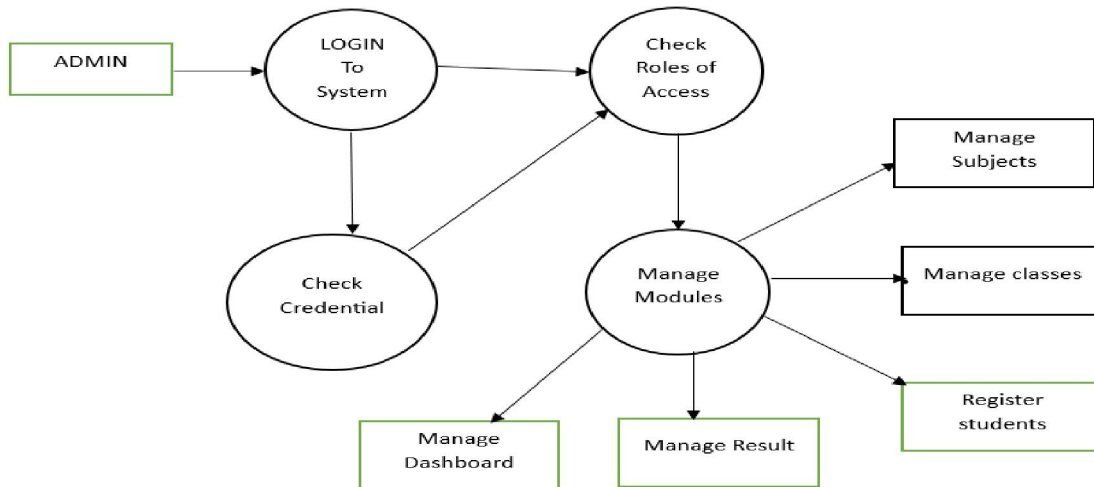 ADMIN
LOGIN
To
System
Check
Roles of
Access
Manage
Subjects
Check
Credential
Manage
Modules
Manage classes
Register
students
Manage
Dashboard
Manage Result